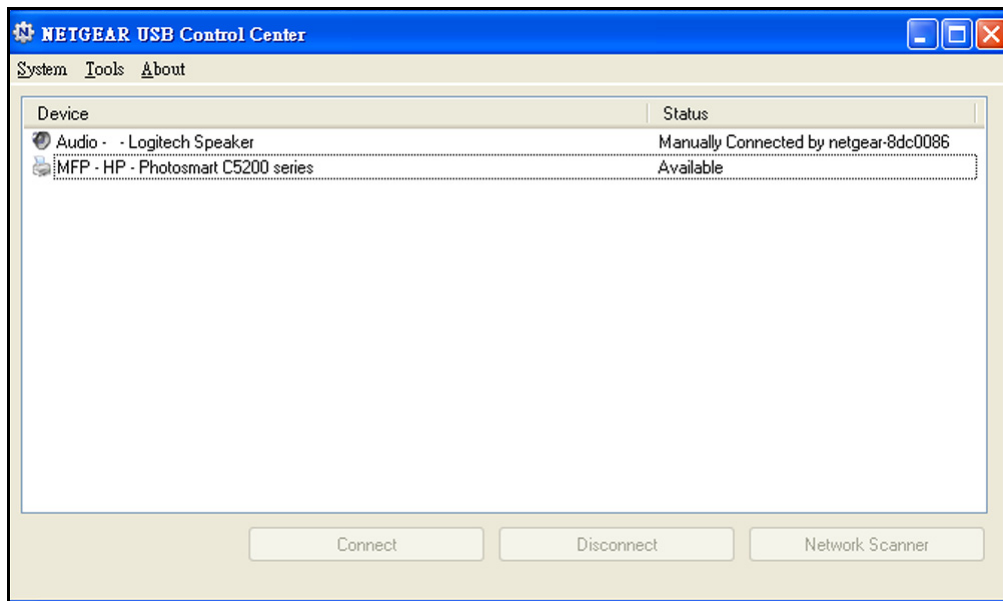 NETGEAR USB Control Center
System Tools About
Device Status
Audio - - Logitech Speaker Manually Connected by netgear-8dc0086
MFP - HP - Photosmart C5200 series Available
Connect Disconnect Network Scanner